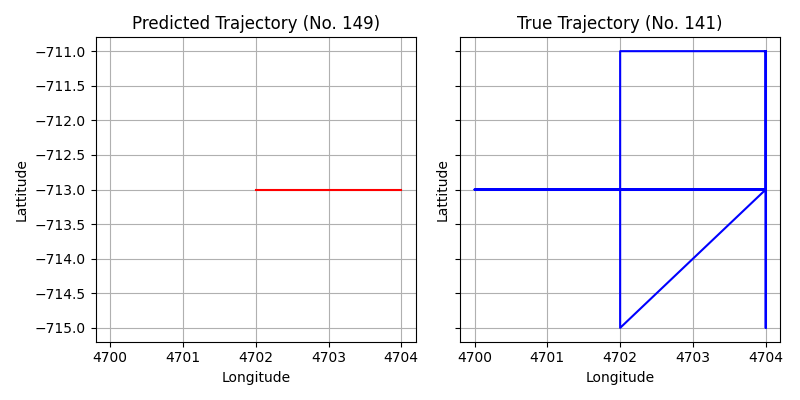 Predicted Trajectory (No. 149)
True Trajectory (No. 141)
−711.0
−711.5
−712.0
−712.5
−713.0
−713.5
−714.0
−714.5
−715.0
Lattitude
Lattitude
4700 4701 4702 4703 4704
4700 4701 4702 4703 4704
Longitude
Longitude